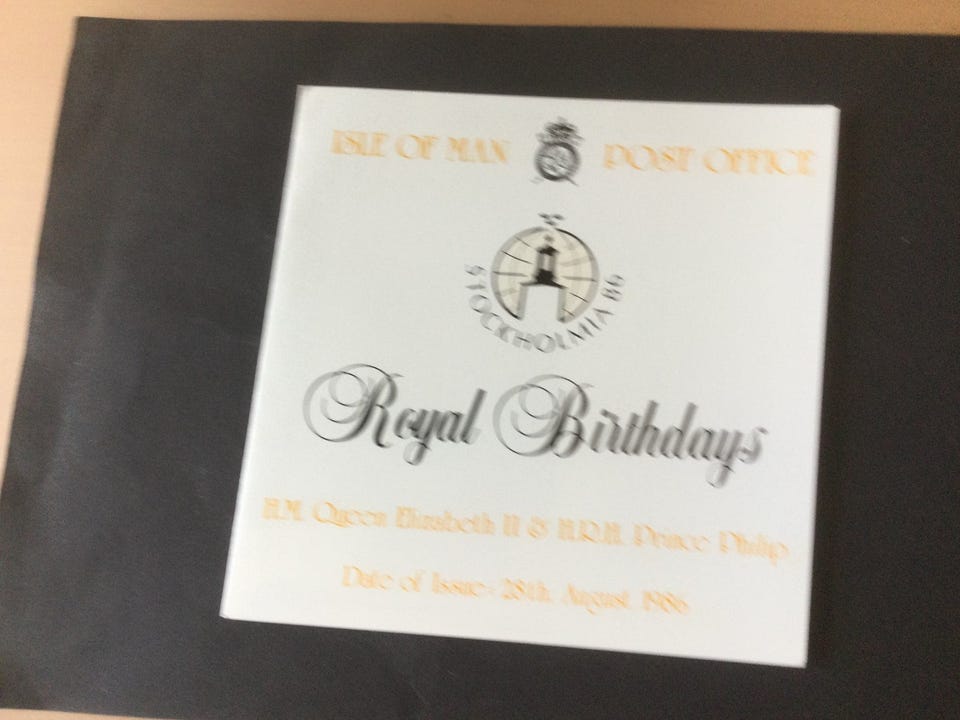 ISLE OF MAN POST OFFICE
STOCKHOLMIA 86
Royal Birthdays
H.M. Queen Elizabeth II & H.R.H. Prince Philip
Date of Issue - 28th. August 1986